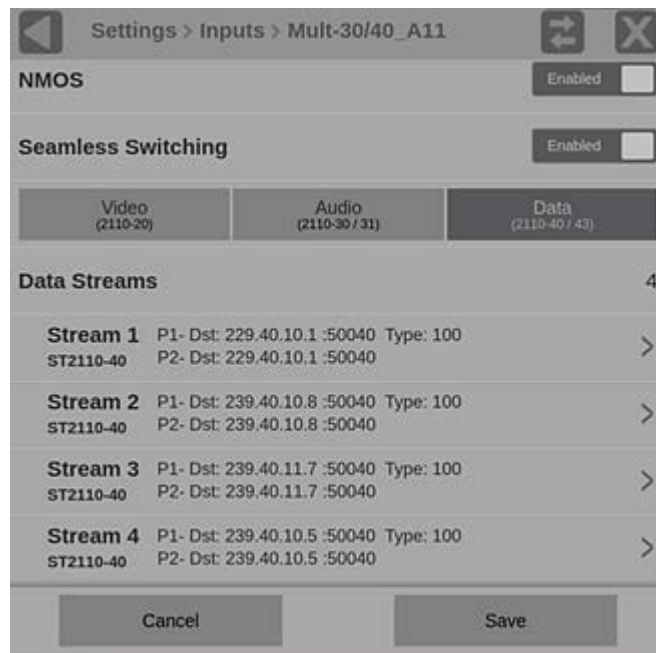 Settings > Inputs > Mult-30/40_A11
NMOS
Enabled
Seamless Switching
Enabled
Video
(2110-20)
Audio
(2110-30 / 31)
Data
(2110-40 / 43)
Data Streams 4
Stream 1 P1- Dst: 229.40.10.1 :50040 Type: 100
ST2110-40 P2- Dst: 229.40.10.1 :50040
>
Stream 2 P1- Dst: 239.40.10.8 :50040 Type: 100
ST2110-40 P2- Dst: 239.40.10.8 :50040
>
Stream 3 P1- Dst: 239.40.11.7 :50040 Type: 100
ST2110-40 P2- Dst: 239.40.11.7 :50040
>
Stream 4 P1- Dst: 239.40.10.5 :50040 Type: 100
ST2110-40 P2- Dst: 239.40.10.5 :50040
>
Cancel
Save